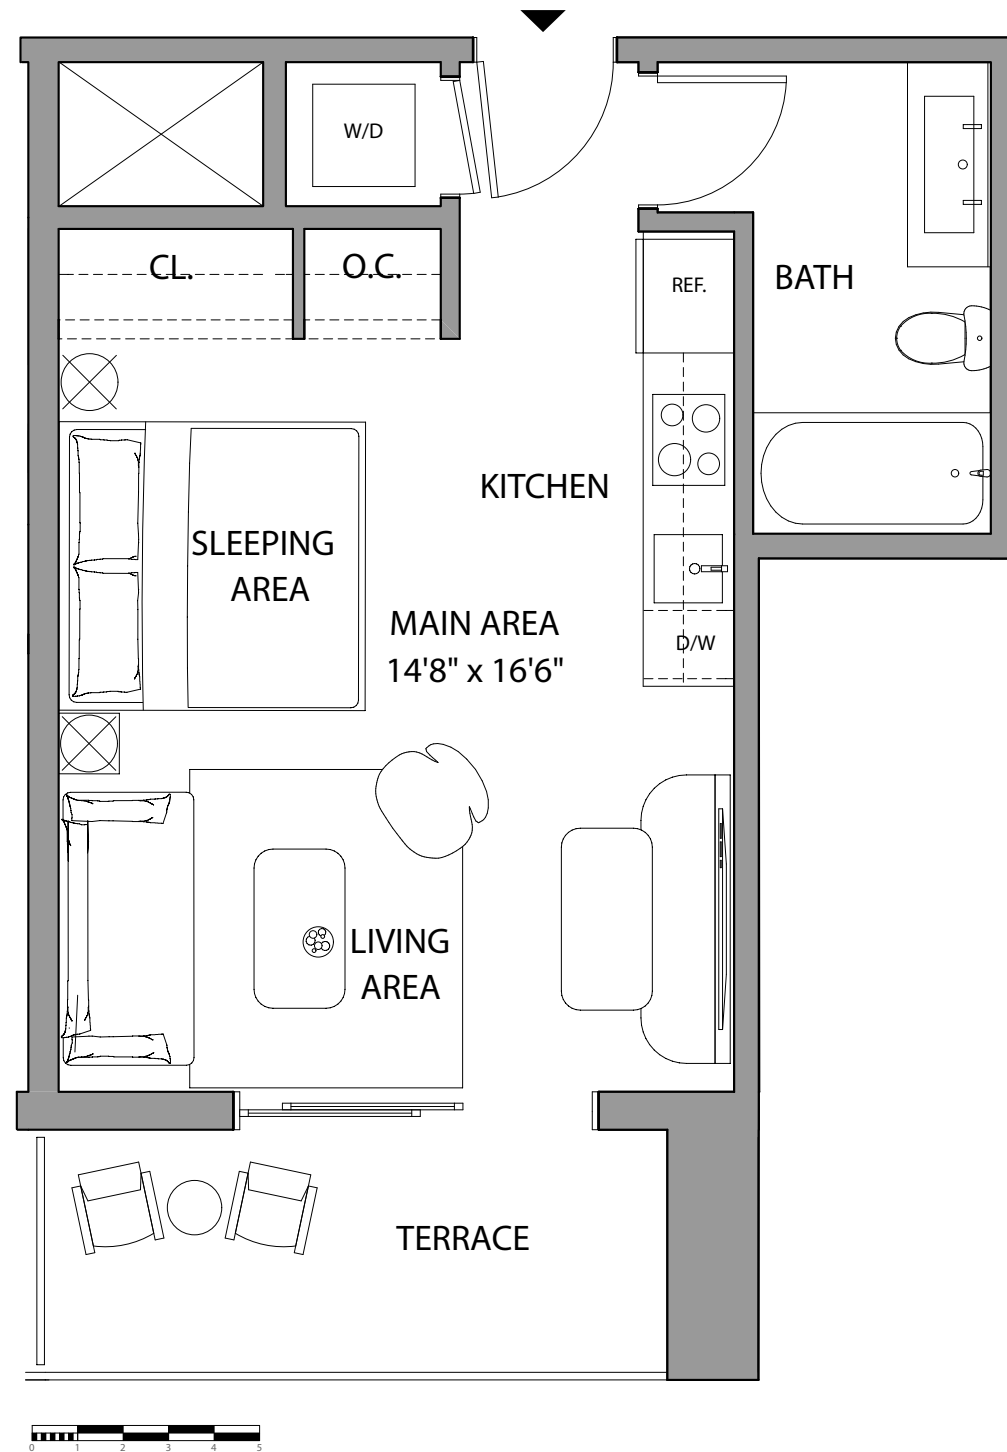 W/D
CL.
O.C.
REF.
BATH
KITCHEN
SLEEPING
AREA
MAIN AREA
14'8" x 16'6"
D/W
LIVING
AREA
TERRACE
0 1 2 3 4 5